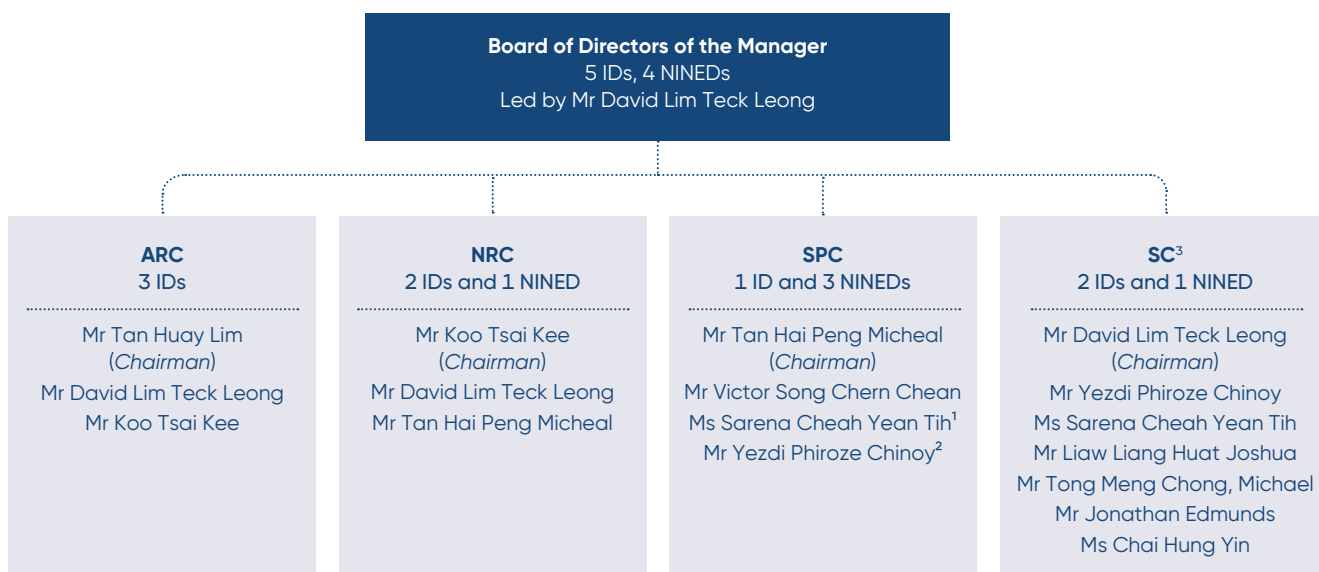 Board of Directors of the Manager
5 IDs, 4 NINEDs
Led by Mr David Lim Teck Leong
ARC
3 IDs
Mr Tan Huay Lim
(Chairman)
Mr David Lim Teck Leong
Mr Koo Tsai Kee
NRC
2 IDs and 1 NINED
Mr Koo Tsai Kee
(Chairman)
Mr David Lim Teck Leong
Mr Tan Hai Peng Micheal
SPC
1 ID and 3 NINEDs
Mr Tan Hai Peng Micheal
(Chairman)
Mr Victor Song Chern Chean
Ms Sarena Cheah Yean Tih¹
Mr Yezdi Phiroze Chinoy²
SC³
2 IDs and 1 NINED
Mr David Lim Teck Leong
(Chairman)
Mr Yezdi Phiroze Chinoy
Ms Sarena Cheah Yean Tih
Mr Liaw Liang Huat Joshua
Mr Tong Meng Chong, Michael
Mr Jonathan Edmunds
Ms Chai Hung Yin